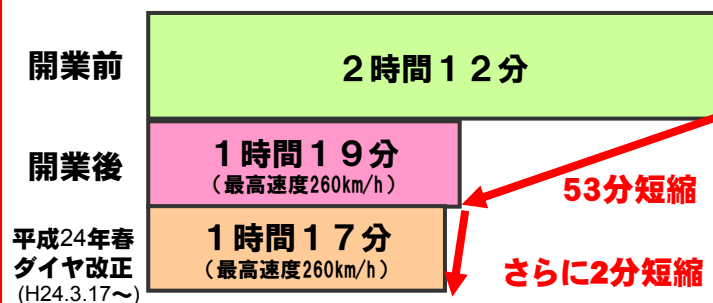 開業前
２時間１２分
開業後
１時間１９分
（最高速度260km/h）
53分短縮
平成24年春
ダイヤ改正
(H24.3.17～)
１時間１７分
（最高速度260km/h）
さらに2分短縮